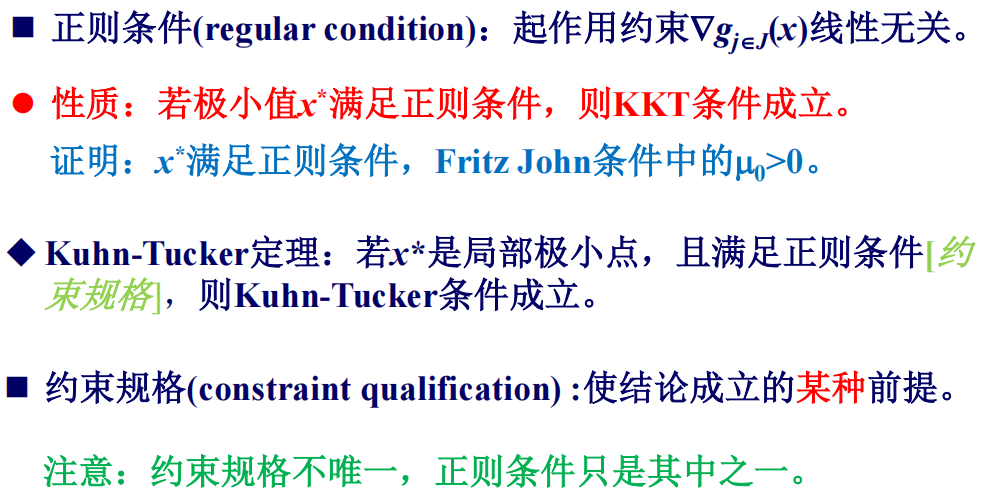 ■ 正则条件(regular condition)：起作用约束∇gj∈J(x)线性无关。
● 性质：若极小值x*满足正则条件，则KKT条件成立。
证明：x*满足正则条件，Fritz John条件中的μ0>0。
◆ Kuhn-Tucker定理：若x*是局部极小点，且满足正则条件[约
束规格]，则Kuhn-Tucker条件成立。
■ 约束规格(constraint qualification) :使结论成立的某种前提。
注意：约束规格不唯一，正则条件只是其中之一。